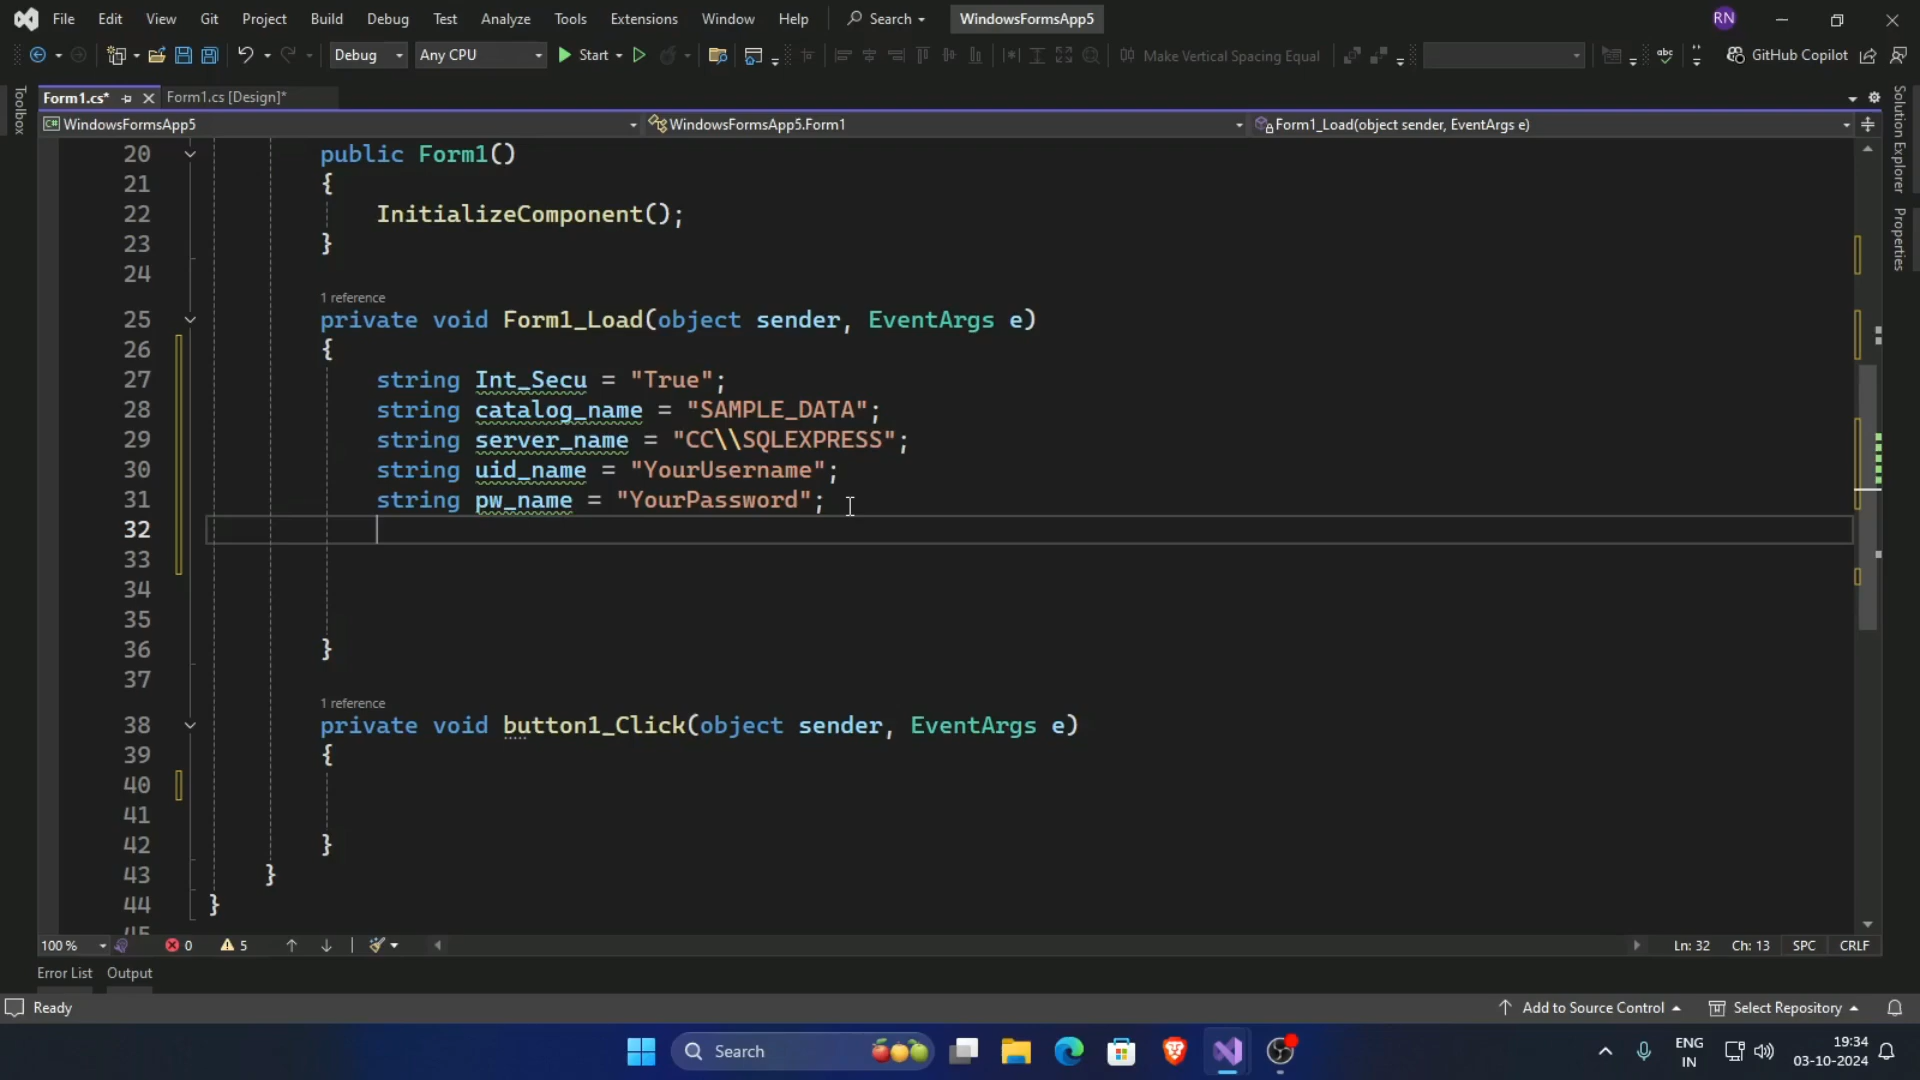 File Edit View Git Project Build Debug Test Analyze Tools Extensions Window Help Search WindowsFormsApp5 RN
Debug Any CPU Start Make Vertical Spacing Equal abc GitHub Copilot
Form1.cs* Form1.cs [Design]*
C# WindowsFormsApp5 WindowsFormsApp5.Form1 Form1_Load(object sender, EventArgs e)
Toolbox
Solution Explorer
Properties
20 public Form1()
21 {
22 InitializeComponent();
23 }
24
1 reference
25 private void Form1_Load(object sender, EventArgs e)
26 {
27 string Int_Secu = "True";
28 string catalog_name = "SAMPLE_DATA";
29 string server_name = "CC\\SQLEXPRESS";
30 string uid_name = "YourUsername";
31 string pw_name = "YourPassword";
32
33
34
35
36 }
37
1 reference
38 private void button1_Click(object sender, EventArgs e)
39 {
40
41
42 }
43 }
44 }
45
100 % 0 5 Ln: 32 Ch: 13 SPC CRLF
Error List Output
Ready Add to Source Control Select Repository
Search ENG IN 19:34 03-10-2024